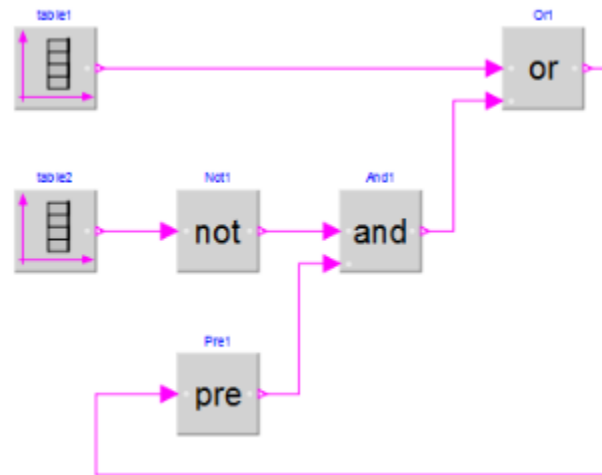 table1
Or1
or
table2
Not1
And1
not
and
Pre1
pre